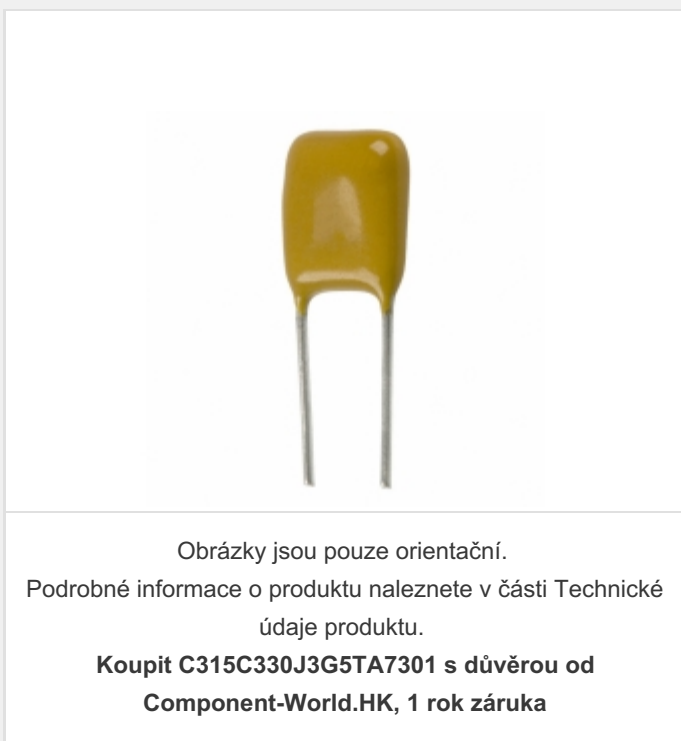 Obrázky jsou pouze orientační.
Podrobné informace o produktu naleznete v části Technické
údaje produktu.
Koupit C315C330J3G5TA7301 s důvěrou od
Component-World.HK, 1 rok záruka